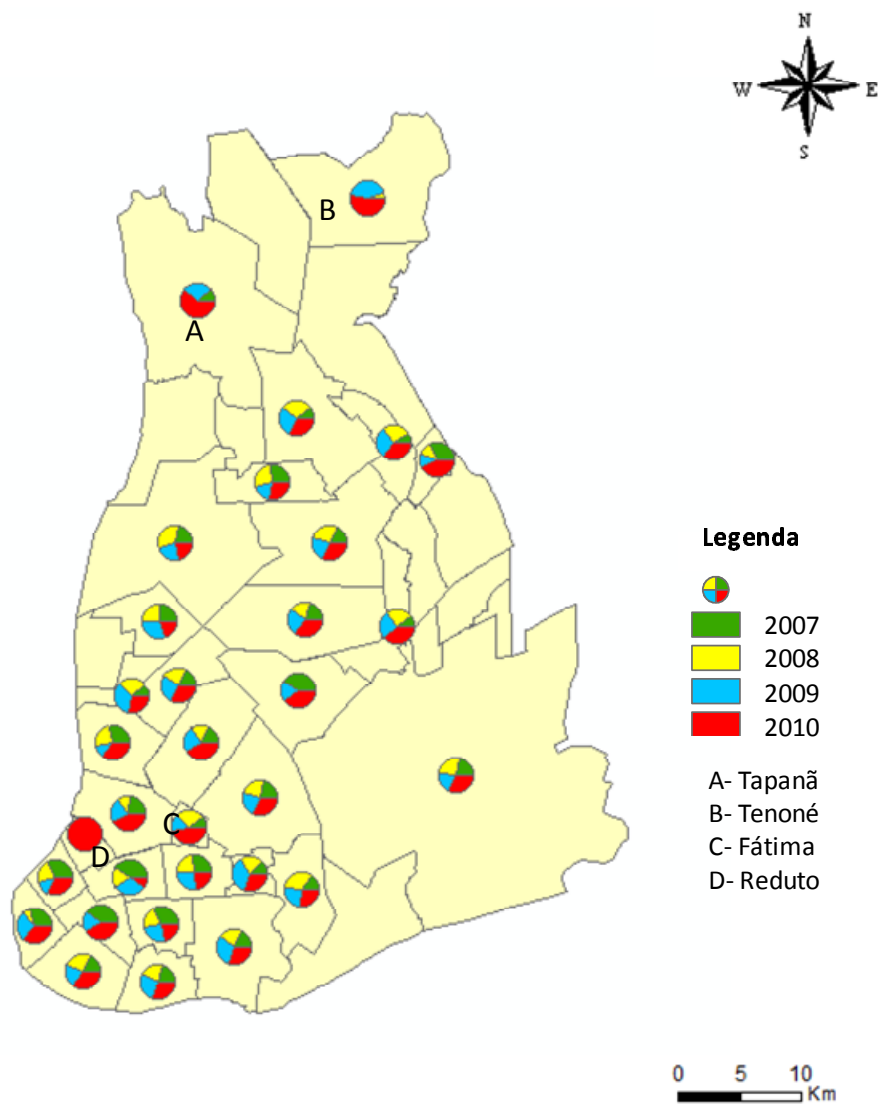 N
W
E
S
B
A
C
D
Legenda
2007
2008
2009
2010
A- Tapanã
B- Tenoné
C- Fátima
D- Reduto
0 5 10
Km